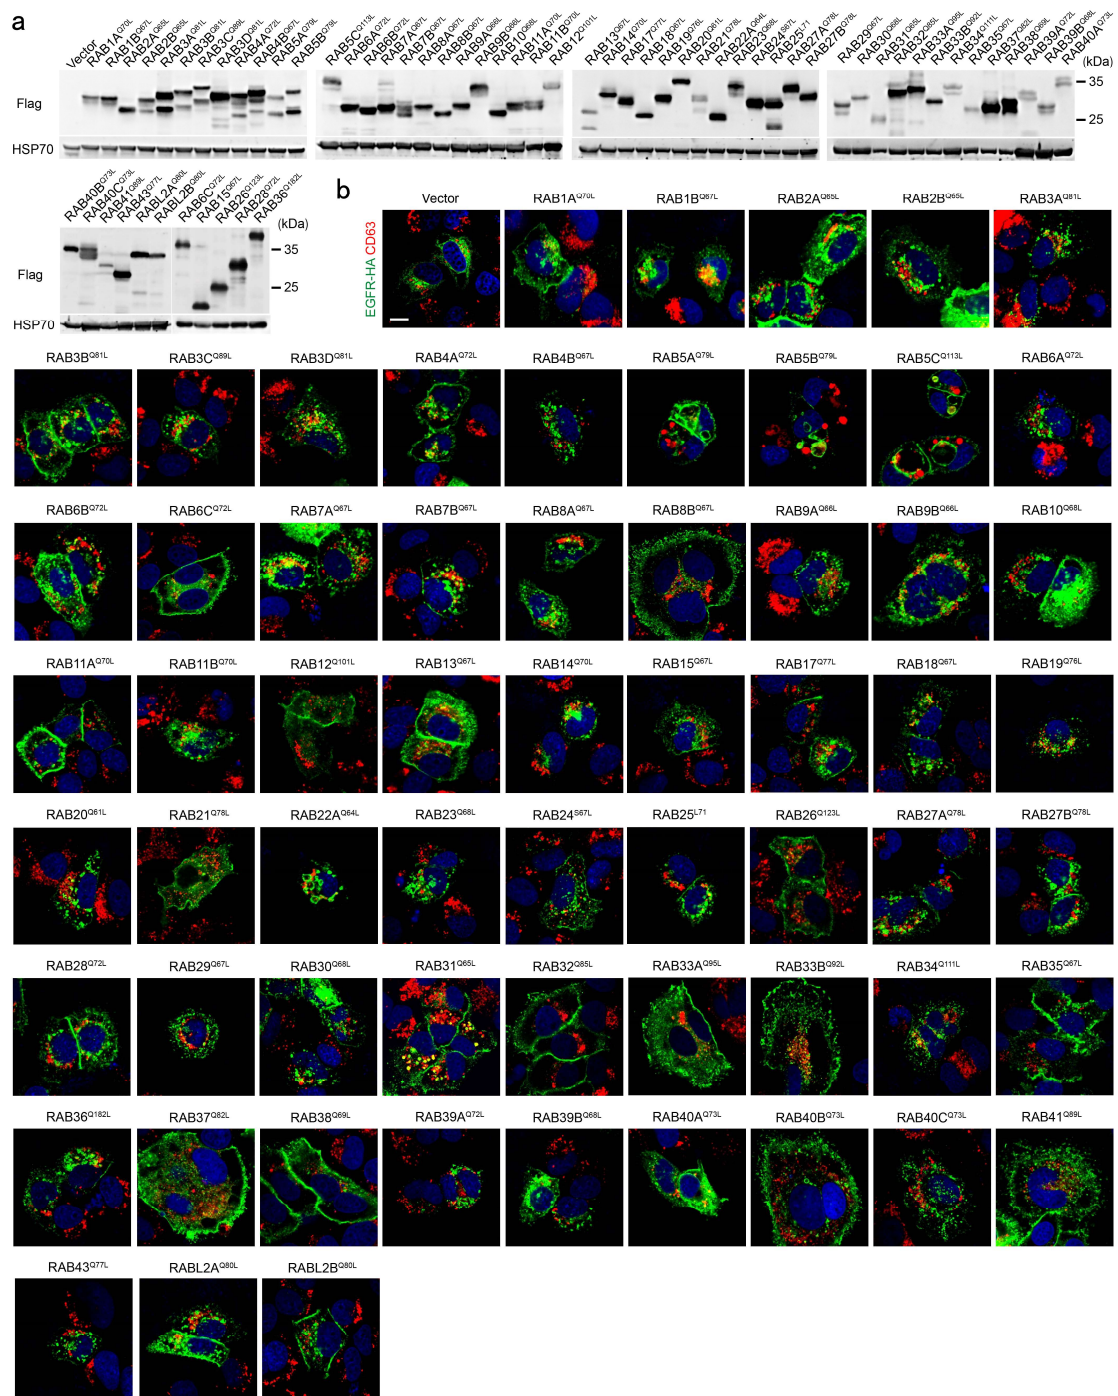 a
Vector RAB1A Q70L RAB1B Q67L RAB2A Q65L RAB2B Q65L RAB3A Q81L RAB3B Q81L RAB3C Q89L RAB3D Q81L RAB4A Q72L RAB4B Q67L RAB5A Q79L RAB5B Q79L
RAB5C Q113L RAB6A Q72L RAB6B Q72L RAB7A Q67L RAB7B Q67L RAB8A Q67L RAB8B Q67L RAB9A Q66L RAB9B Q66L RAB10 Q68L RAB11A Q70L RAB11B Q70L RAB12 Q101L
RAB13 Q67L RAB14 Q70L RAB17 Q77L RAB18 Q67L RAB19 Q76L RAB20 Q61L RAB21 Q78L RAB22A Q64L RAB23 Q68L RAB24 S67L RAB25 L71 RAB27A Q78L RAB27B Q78L
RAB29 Q67L RAB30 Q68L RAB31 Q65L RAB32 Q85L RAB33A Q95L RAB33B Q92L RAB34 Q111L RAB35 Q67L RAB37 Q82L RAB38 Q69L RAB39A Q72L RAB39B Q68L RAB40A Q73L
(kDa)
Flag
35
25
HSP70
RAB40B Q73L RAB40C Q73L RAB41 Q89L RAB43 Q77L RABL2A Q80L RABL2B Q80L
RAB6C Q72L RAB15 Q67L RAB26 Q123L RAB28 Q72L RAB36 Q182L
(kDa)
Flag
35
25
HSP70
b
EGFR-HA CD63
Vector RAB1A Q70L RAB1B Q67L RAB2A Q65L RAB2B Q65L RAB3A Q81L
RAB3B Q81L RAB3C Q89L RAB3D Q81L RAB4A Q72L RAB4B Q67L RAB5A Q79L RAB5B Q79L RAB5C Q113L RAB6A Q72L
RAB6B Q72L RAB6C Q72L RAB7A Q67L RAB7B Q67L RAB8A Q67L RAB8B Q67L RAB9A Q66L RAB9B Q66L RAB10 Q68L
RAB11A Q70L RAB11B Q70L RAB12 Q101L RAB13 Q67L RAB14 Q70L RAB15 Q67L RAB17 Q77L RAB18 Q67L RAB19 Q76L
RAB20 Q61L RAB21 Q78L RAB22A Q64L RAB23 Q68L RAB24 S67L RAB25 L71 RAB26 Q123L RAB27A Q78L RAB27B Q78L
RAB28 Q72L RAB29 Q67L RAB30 Q68L RAB31 Q65L RAB32 Q85L RAB33A Q95L RAB33B Q92L RAB34 Q111L RAB35 Q67L
RAB36 Q182L RAB37 Q82L RAB38 Q69L RAB39A Q72L RAB39B Q68L RAB40A Q73L RAB40B Q73L RAB40C Q73L RAB41 Q89L
RAB43 Q77L RABL2A Q80L RABL2B Q80L